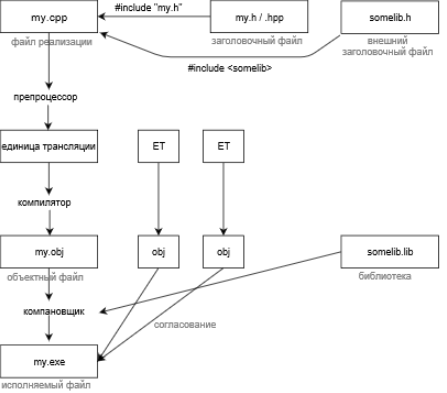 my.cpp
#include "my.h"
my.h / .hpp
somelib.h
файл реализации
заголовочный файл
внешний
заголовочный файл
#include <somelib>
препроцессор
единица трансляции
ЕТ
ЕТ
компилятор
my.obj
obj
obj
somelib.lib
объектный файл
библиотека
компановщик
согласование
my.exe
исполняемый файл